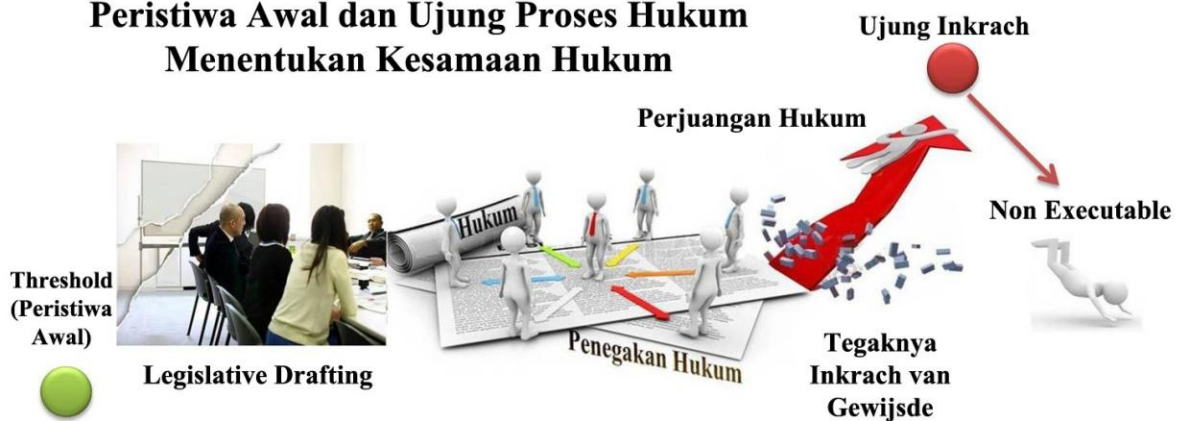 Peristiwa Awal dan Ujung Proses Hukum
Menentukan Kesamaan Hukum
Ujung Inkrach
Perjuangan Hukum
Non Executable
Hukum
Threshold
(Peristiwa
Awal)
Legislative Drafting
Penegakan Hukum
Tegaknya
Inkrach van
Gewijsde